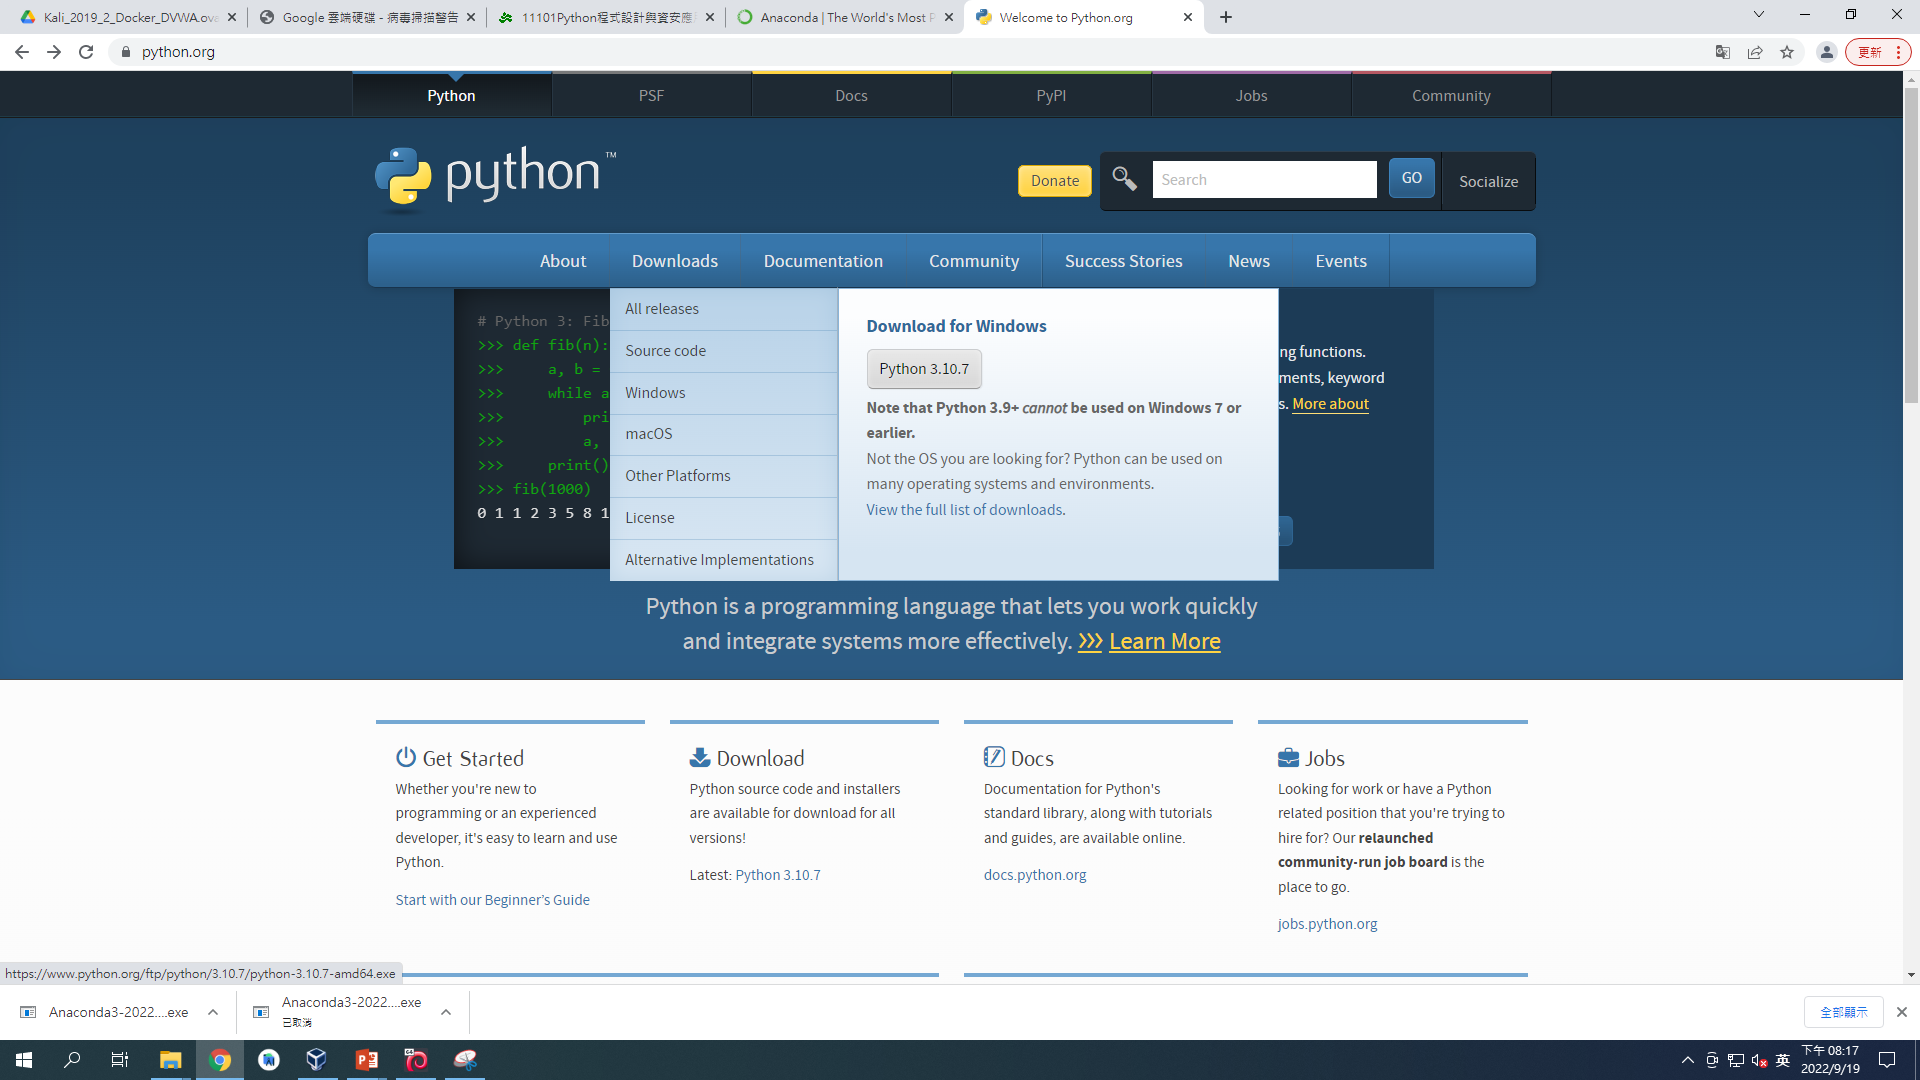 Kali_2019_2_Docker_DVWA.ova
Google 雲端硬碟 - 病毒掃描警告
11101Python程式設計與資安應
Anaconda | The World's Most P
Welcome to Python.org
python.org
更新
Python
PSF
Docs
PyPI
Jobs
Community
python™
Donate
Search
GO
Socialize
About
Downloads
Documentation
Community
Success Stories
News
Events
# Python 3: Fib
>>> def fib(n):
>>> a, b =
>>> while a
>>> pri
>>> a,
>>> print()
>>> fib(1000)
0 1 1 2 3 5 8 1
All releases
Source code
Windows
macOS
Other Platforms
License
Alternative Implementations
Download for Windows
Python 3.10.7
Note that Python 3.9+ cannot be used on Windows 7 or
earlier.
Not the OS you are looking for? Python can be used on
many operating systems and environments.
View the full list of downloads.
ng functions.
ments, keyword
s. More about
Python is a programming language that lets you work quickly
and integrate systems more effectively. >>> Learn More
Get Started
Whether you're new to
programming or an experienced
developer, it's easy to learn and use
Python.
Start with our Beginner's Guide
Download
Python source code and installers
are available for download for all
versions!
Latest: Python 3.10.7
Docs
Documentation for Python's
standard library, along with tutorials
and guides, are available online.
docs.python.org
Jobs
Looking for work or have a Python
related position that you're trying to
hire for? Our relaunched
community-run job board is the
place to go.
jobs.python.org
https://www.python.org/ftp/python/3.10.7/python-3.10.7-amd64.exe
Anaconda3-2022....exe
Anaconda3-2022....exe
已取消
全部顯示
英
下午 08:17
2022/9/19